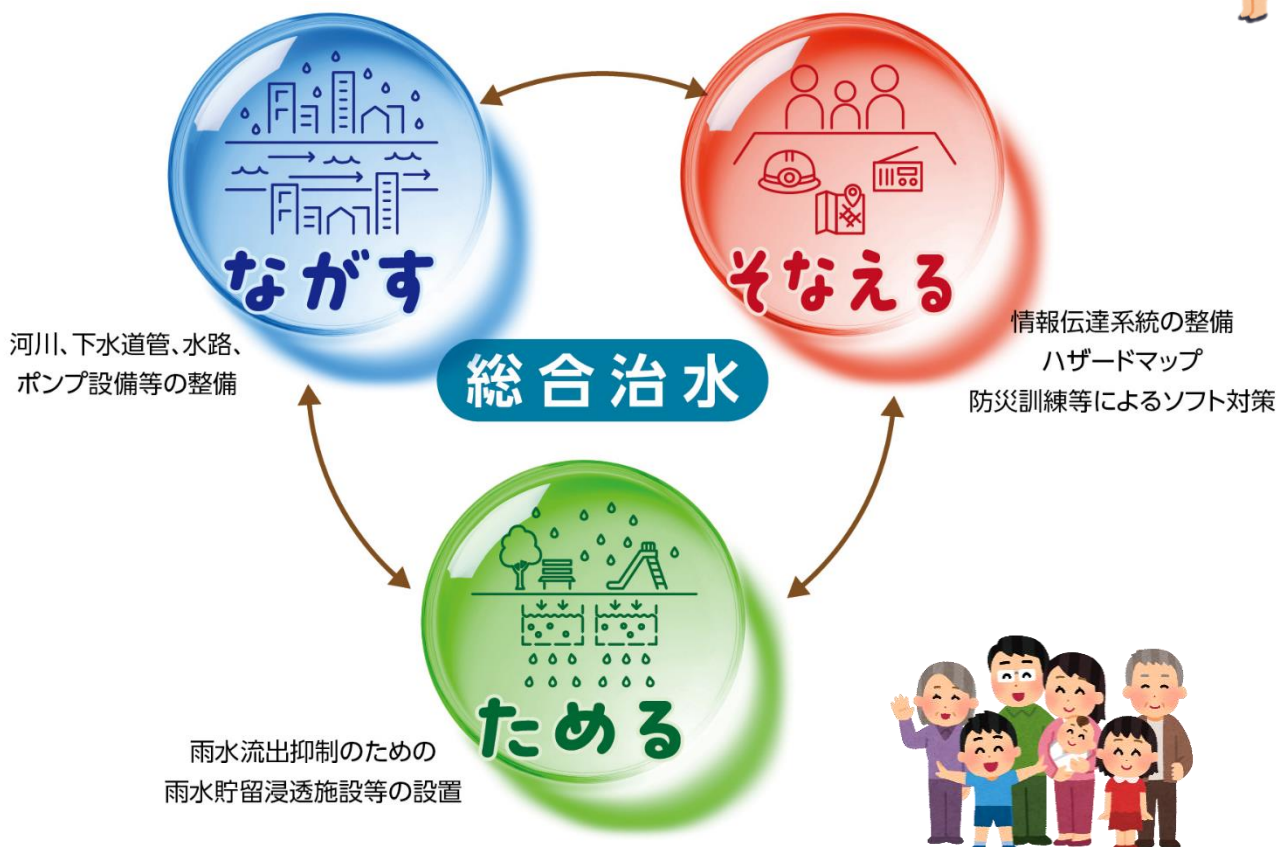 ながす
そなえる
河川、下水道管、水路、
ポンプ設備等の整備
総合治水
情報伝達系統の整備
ハザードマップ
防災訓練等によるソフト対策
ためる
雨水流出抑制のための
雨水貯留浸透施設等の設置